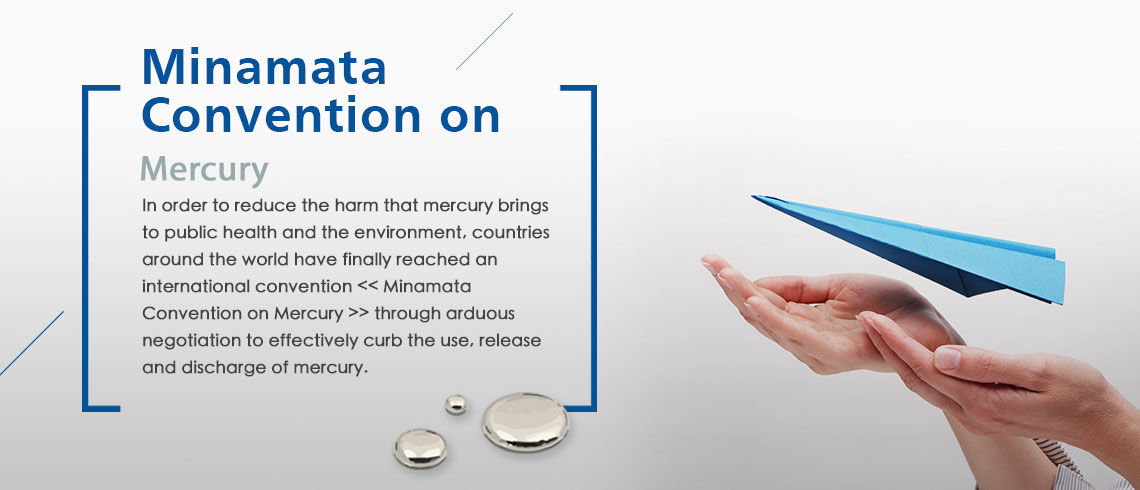 Minamata
Convention on
Mercury
In order to reduce the harm that mercury brings
to public health and the environment, countries
around the world have finally reached an
international convention << Minamata
Convention on Mercury >> through arduous
negotiation to effectively curb the use, release
and discharge of mercury.